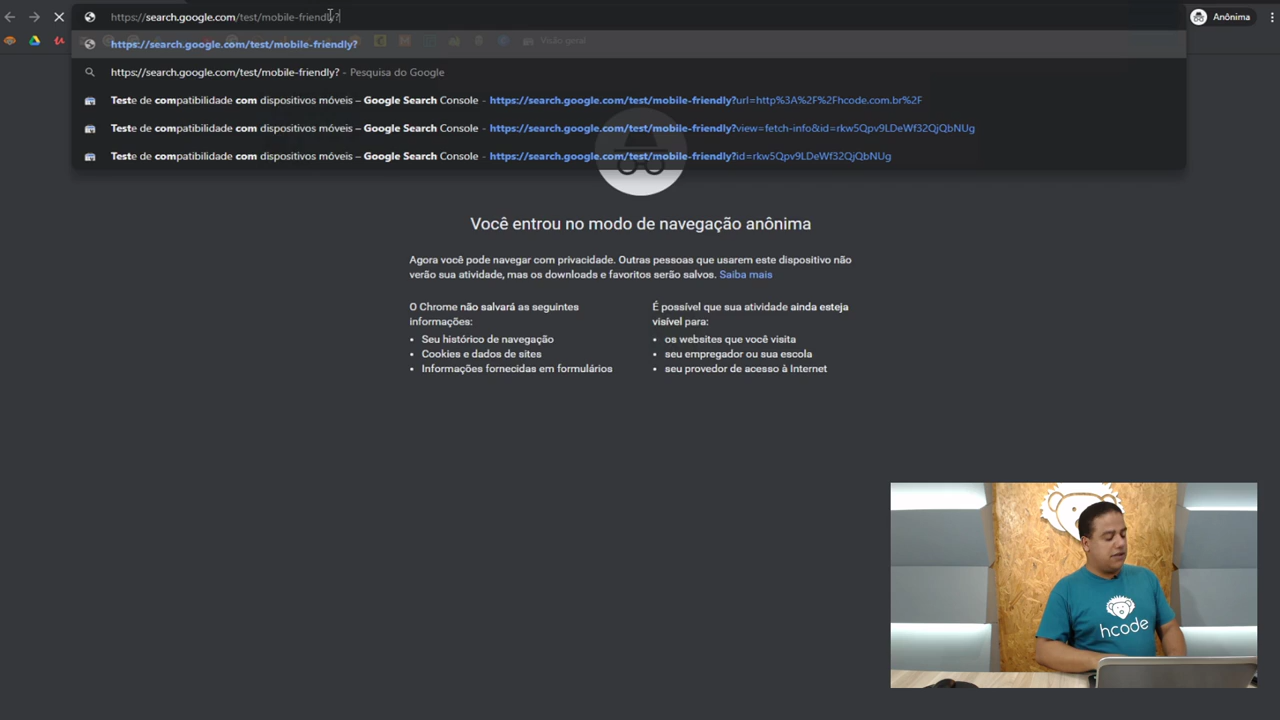 https://search.google.com/test/mobile-friendly?
Anônima
https://search.google.com/test/mobile-friendly?
Visão geral
https://search.google.com/test/mobile-friendly? - Pesquisa do Google
Teste de compatibilidade com dispositivos móveis – Google Search Console - https://search.google.com/test/mobile-friendly?url=http%3A%2F%2Fhcode.com.br%2F
Teste de compatibilidade com dispositivos móveis – Google Search Console - https://search.google.com/test/mobile-friendly?view=fetch-info&id=rkw5Qpv9LDeWf32QjQbNUg
Teste de compatibilidade com dispositivos móveis – Google Search Console - https://search.google.com/test/mobile-friendly?id=rkw5Qpv9LDeWf32QjQbNUg
Você entrou no modo de navegação anônima
Agora você pode navegar com privacidade. Outras pessoas que usarem este dispositivo não
verão sua atividade, mas os downloads e favoritos serão salvos. Saiba mais
O Chrome não salvará as seguintes
informações:
• Seu histórico de navegação
• Cookies e dados de sites
• Informações fornecidas em formulários
É possível que sua atividade ainda esteja
visível para:
• os websites que você visita
• seu empregador ou sua escola
• seu provedor de acesso à Internet
hcode